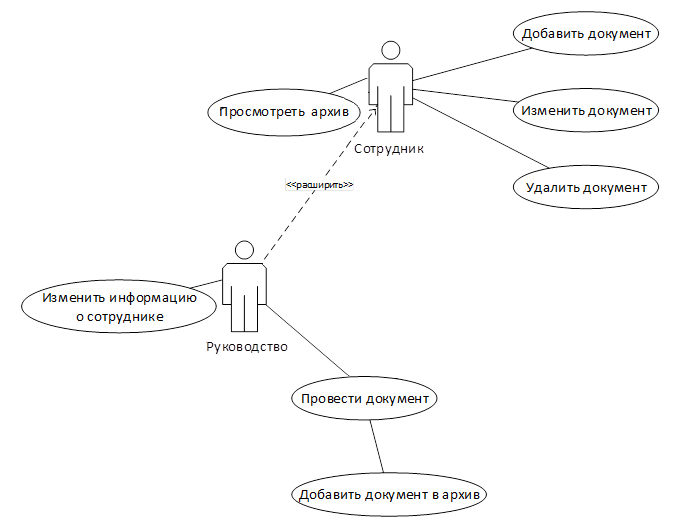 Добавить документ
Просмотреть архив
Изменить документ
Сотрудник
<<расширить>>
Удалить документ
Изменить информацию
о сотруднике
Руководство
Провести документ
Добавить документ в архив